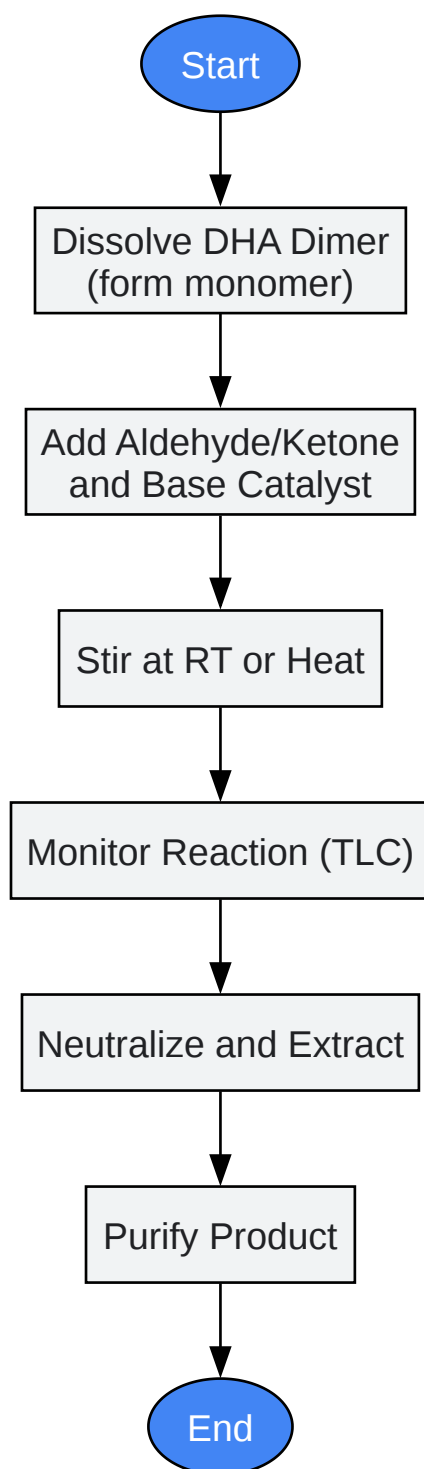 Start
Dissolve DHA Dimer
(form monomer)
Add Aldehyde/Ketone
and Base Catalyst
Stir at RT or Heat
Monitor Reaction (TLC)
Neutralize and Extract
Purify Product
End